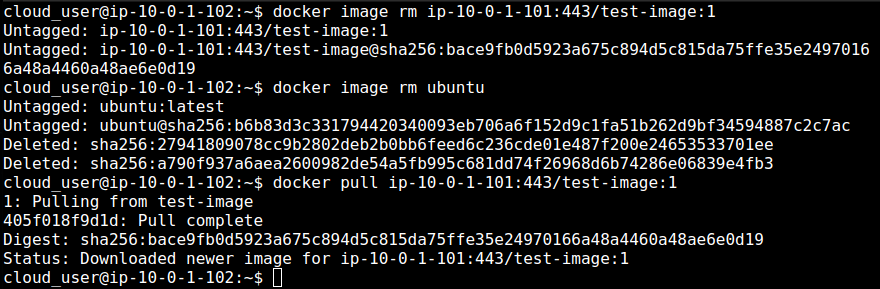 cloud_user@ip-10-0-1-102:~$ docker image rm ip-10-0-1-101:443/test-image:1
Untagged: ip-10-0-1-101:443/test-image:1
Untagged: ip-10-0-1-101:443/test-image@sha256:bace9fb0d5923a675c894d5c815da75ffe35e2497016
6a48a4460a48ae6e0d19
cloud_user@ip-10-0-1-102:~$ docker image rm ubuntu
Untagged: ubuntu:latest
Untagged: ubuntu@sha256:b6b83d3c331794420340093eb706a6f152d9c1fa51b262d9bf34594887c2c7ac
Deleted: sha256:27941809078cc9b2802deb2b0bb6feed6c236cde01e487f200e24653533701ee
Deleted: sha256:a790f937a6aea2600982de54a5fb995c681dd74f26968d6b74286e06839e4fb3
cloud_user@ip-10-0-1-102:~$ docker pull ip-10-0-1-101:443/test-image:1
1: Pulling from test-image
405f018f9d1d: Pull complete
Digest: sha256:bace9fb0d5923a675c894d5c815da75ffe35e24970166a48a4460a48ae6e0d19
Status: Downloaded newer image for ip-10-0-1-101:443/test-image:1
cloud_user@ip-10-0-1-102:~$